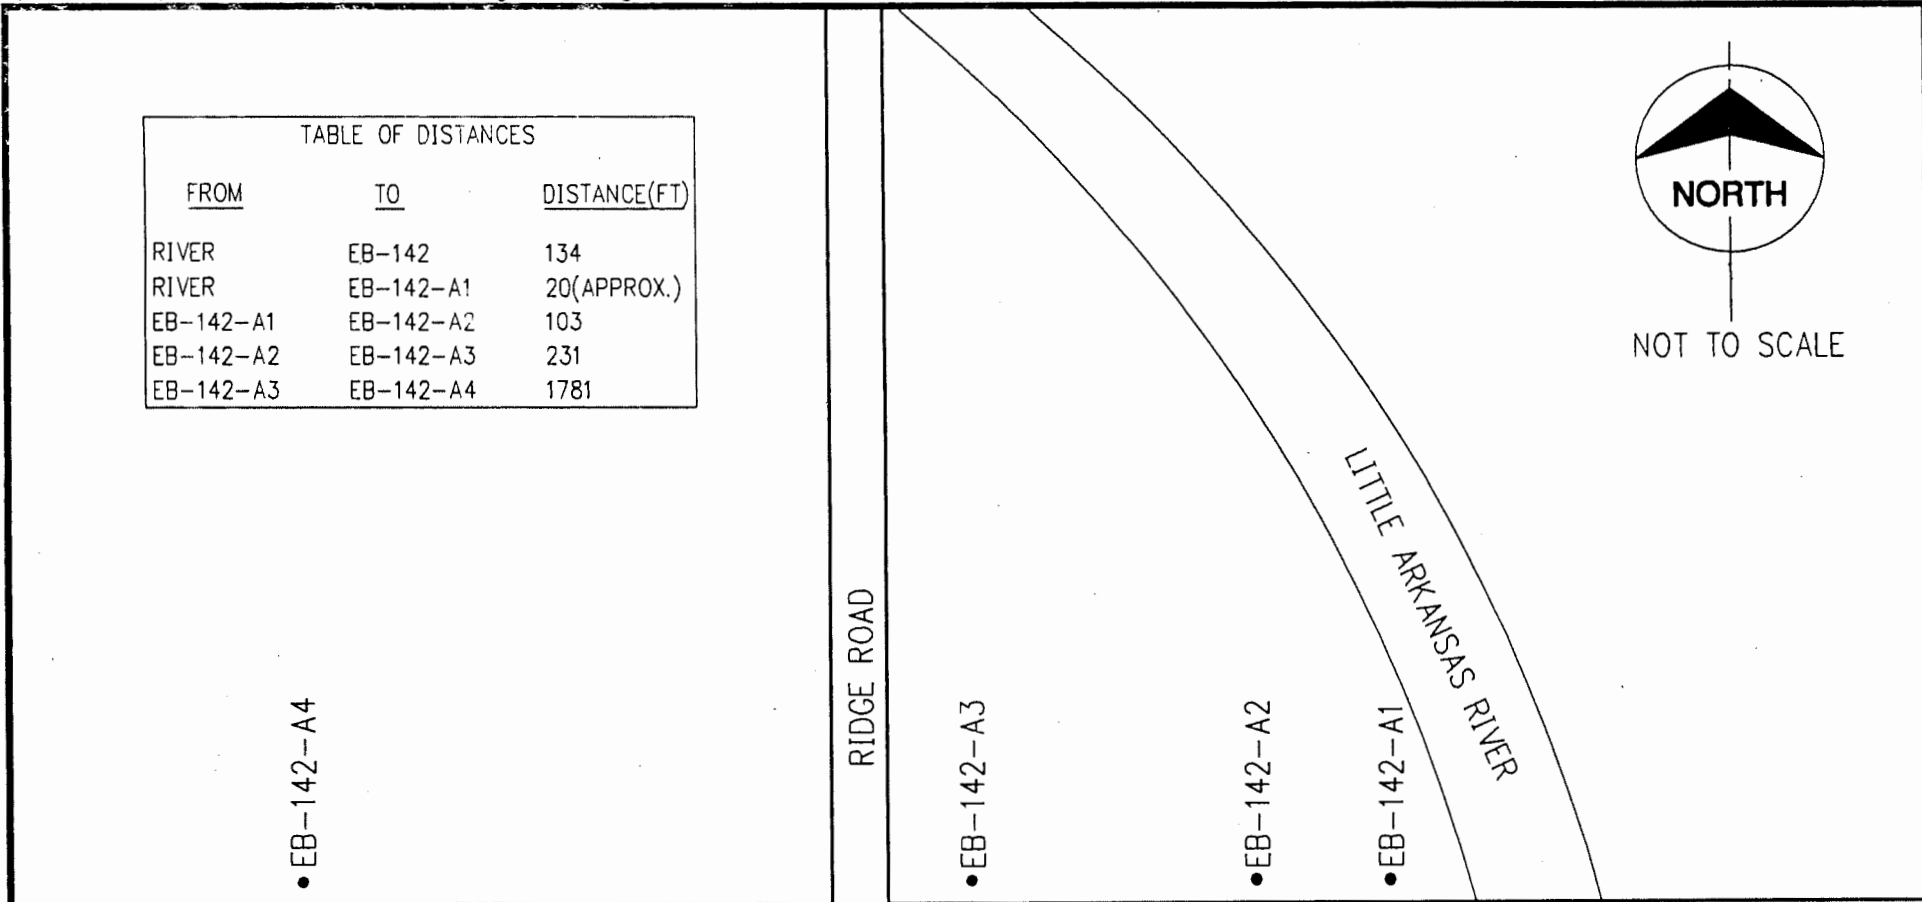 TABLE OF DISTANCES
FROM TO DISTANCE(FT)
RIVER EB-142 134
RIVER EB-142-A1 20(APPROX.)
EB-142-A1 EB-142-A2 103
EB-142-A2 EB-142-A3 231
EB-142-A3 EB-142-A4 1781
NORTH
NOT TO SCALE
LITTLE ARKANSAS RIVER
RIDGE ROAD
EB-142-A4
EB-142-A3
EB-142-A2
EB-142-A1